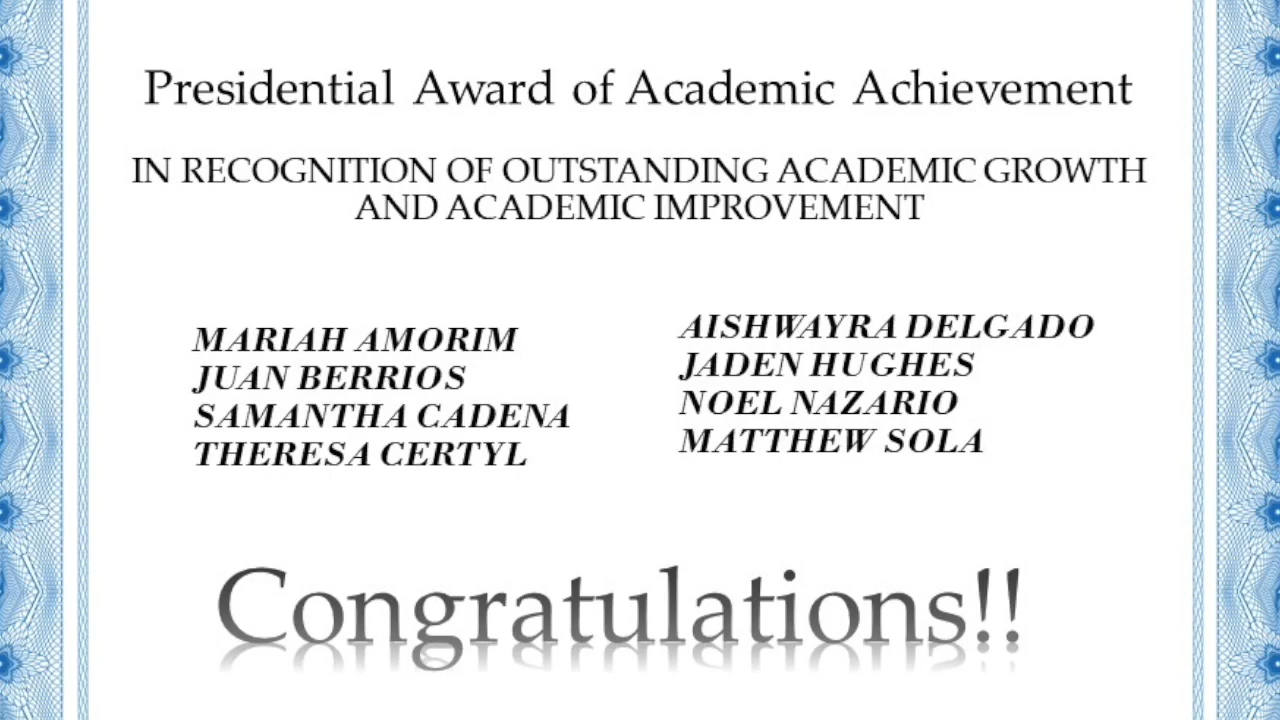 Presidential Award of Academic Achievement
IN RECOGNITION OF OUTSTANDING ACADEMIC GROWTH
AND ACADEMIC IMPROVEMENT
MARIAH AMORIM
JUAN BERRIOS
SAMANTHA CADENA
THERESA CERTYL
AISHWAYRA DELGADO
JADEN HUGHES
NOEL NAZARIO
MATTHEW SOLA
Congratulations!!